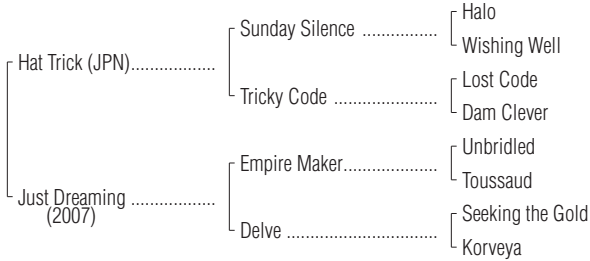 Halo
Sunday Silence ................
Wishing Well
Hat Trick (JPN)..................
Lost Code
Tricky Code ......................
Dam Clever
Unbridled
Empire Maker....................
Toussaud
Just Dreaming ..................
(2007)
Seeking the Gold
Delve ................................
Korveya